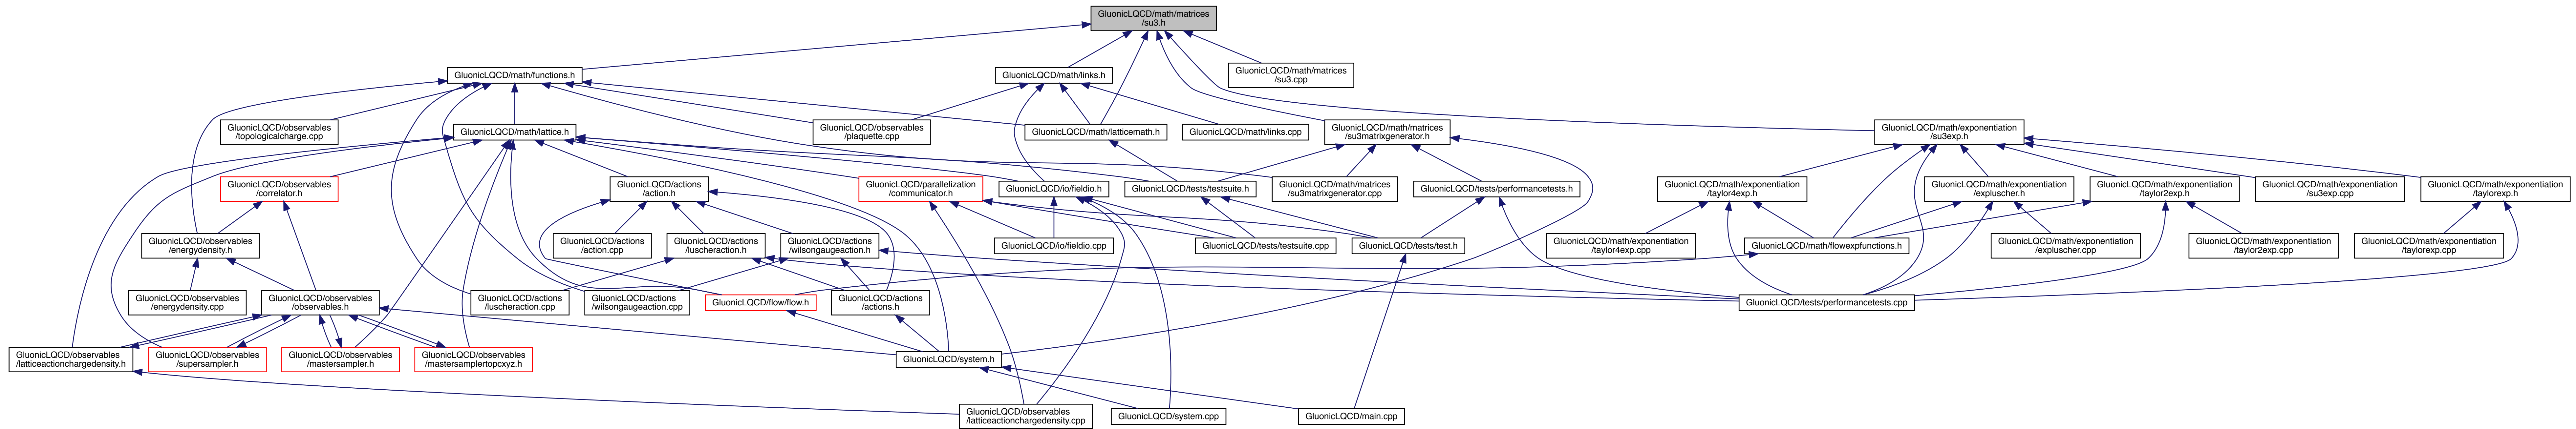 GluonicLQCD/math/matrices
/su3.h
GluonicLQCD/math/functions.h
GluonicLQCD/math/links.h
GluonicLQCD/math/matrices
/su3.cpp
GluonicLQCD/observables
/topologicalcharge.cpp
GluonicLQCD/math/lattice.h
GluonicLQCD/observables
/plaquette.cpp
GluonicLQCD/math/latticemath.h
GluonicLQCD/math/links.cpp
GluonicLQCD/math/matrices
/su3matrixgenerator.h
GluonicLQCD/math/exponentiation
/su3exp.h
GluonicLQCD/observables
/correlator.h
GluonicLQCD/actions
/action.h
GluonicLQCD/parallelization
/communicator.h
GluonicLQCD/io/fieldio.h
GluonicLQCD/tests/testsuite.h
GluonicLQCD/math/matrices
/su3matrixgenerator.cpp
GluonicLQCD/tests/performancetests.h
GluonicLQCD/math/exponentiation
/taylor4exp.h
GluonicLQCD/math/exponentiation
/expluscher.h
GluonicLQCD/math/exponentiation
/taylor2exp.h
GluonicLQCD/math/exponentiation
/su3exp.cpp
GluonicLQCD/math/exponentiation
/taylorexp.h
GluonicLQCD/observables
/energydensity.h
GluonicLQCD/actions
/action.cpp
GluonicLQCD/actions
/luscheraction.h
GluonicLQCD/actions
/wilsongaugeaction.h
GluonicLQCD/io/fieldio.cpp
GluonicLQCD/tests/testsuite.cpp
GluonicLQCD/tests/test.h
GluonicLQCD/math/exponentiation
/taylor4exp.cpp
GluonicLQCD/math/flowexpfunctions.h
GluonicLQCD/math/exponentiation
/expluscher.cpp
GluonicLQCD/math/exponentiation
/taylor2exp.cpp
GluonicLQCD/math/exponentiation
/taylorexp.cpp
GluonicLQCD/observables
/energydensity.cpp
GluonicLQCD/observables
/observables.h
GluonicLQCD/actions
/luscheraction.cpp
GluonicLQCD/actions
/wilsongaugeaction.cpp
GluonicLQCD/flow/flow.h
GluonicLQCD/actions
/actions.h
GluonicLQCD/tests/performancetests.cpp
GluonicLQCD/observables
/latticeactionchargedensity.h
GluonicLQCD/observables
/supersampler.h
GluonicLQCD/observables
/mastersampler.h
GluonicLQCD/observables
/mastersamplertopcxyz.h
GluonicLQCD/system.h
GluonicLQCD/observables
/latticeactionchargedensity.cpp
GluonicLQCD/system.cpp
GluonicLQCD/main.cpp